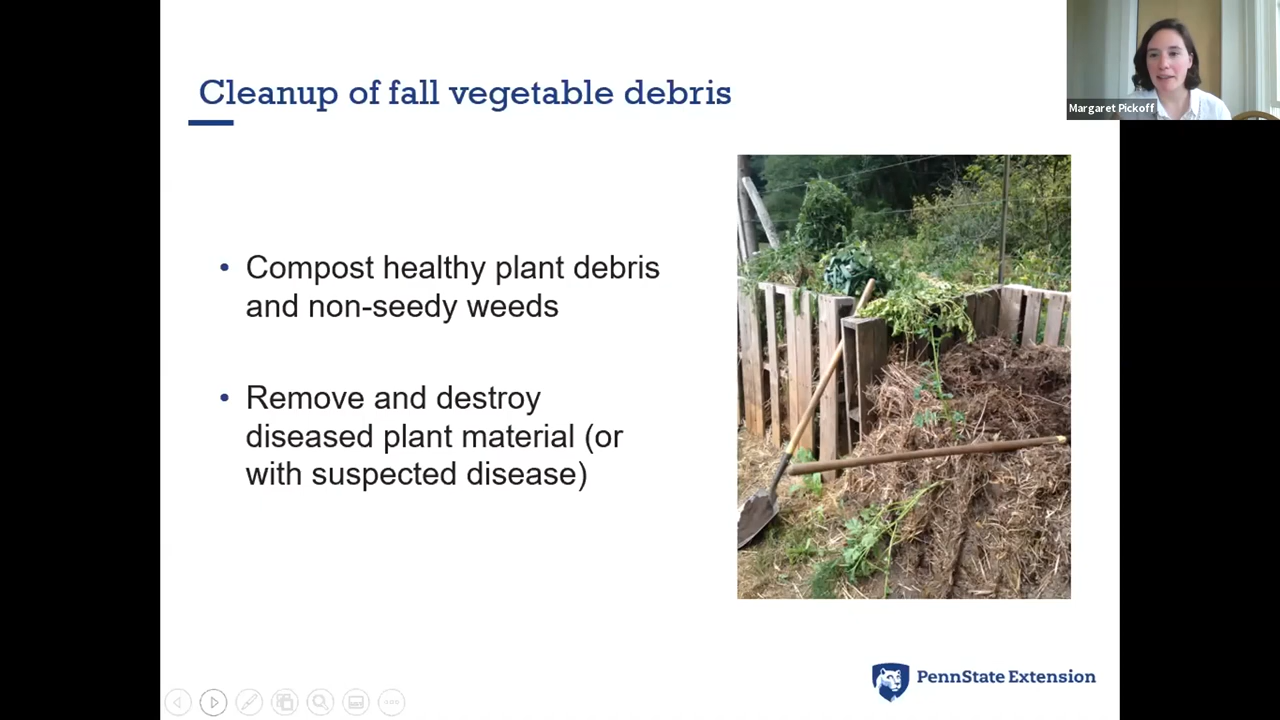 Cleanup of fall vegetable debris
Margaret Pickoff
• Compost healthy plant debris
and non-seedy weeds
• Remove and destroy
diseased plant material (or
with suspected disease)
PennState Extension